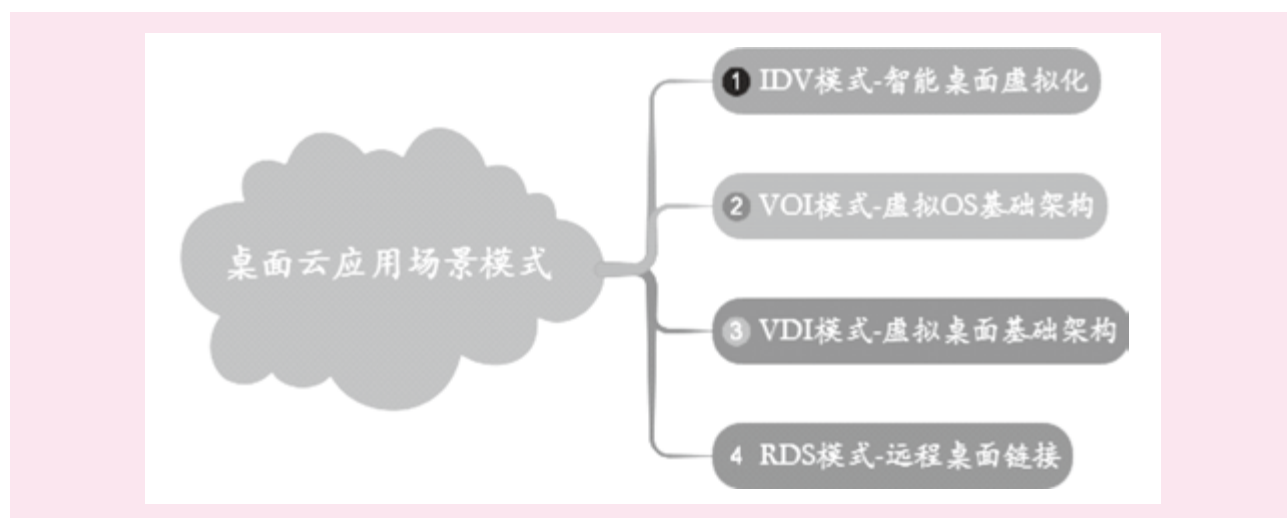 桌面云应用场景模式
1 IDV模式-智能桌面虚拟化
2 VOI模式-虚拟OS基础架构
3 VDI模式-虚拟桌面基础架构
4 RDS模式-远程桌面链接